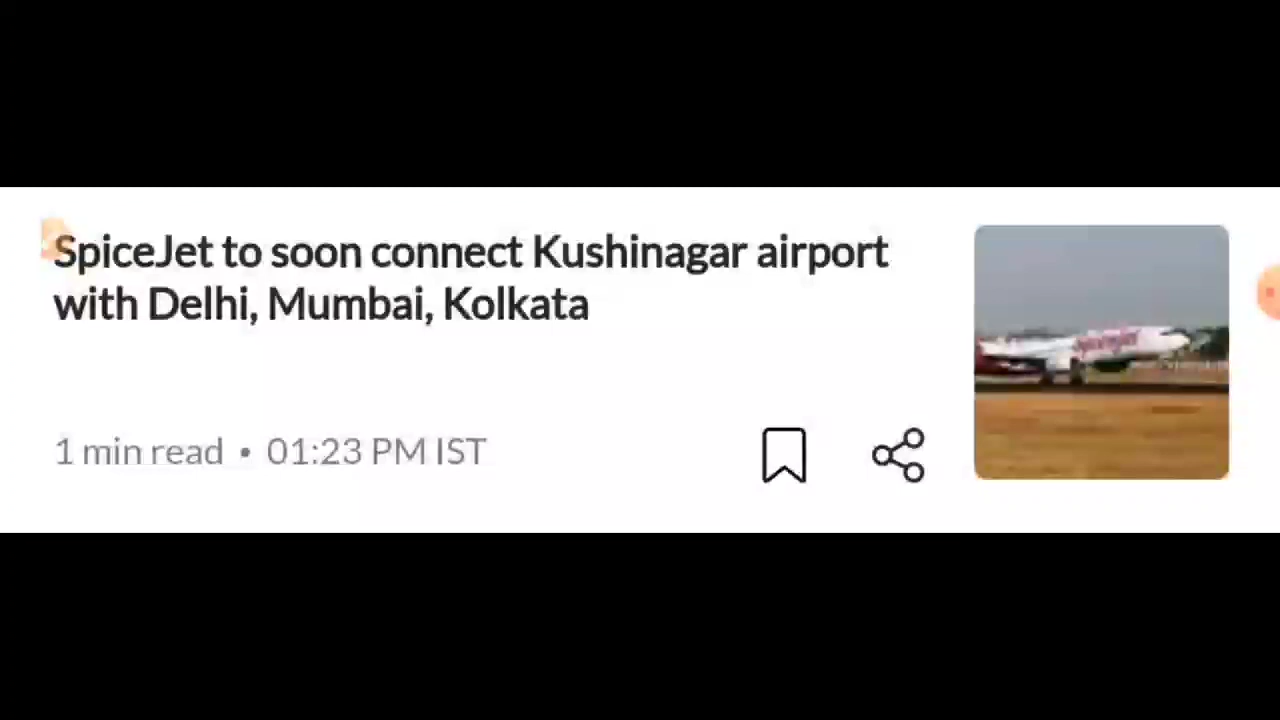 SpiceJet to soon connect Kushinagar airport
with Delhi, Mumbai, Kolkata
1 min read • 01:23 PM IST